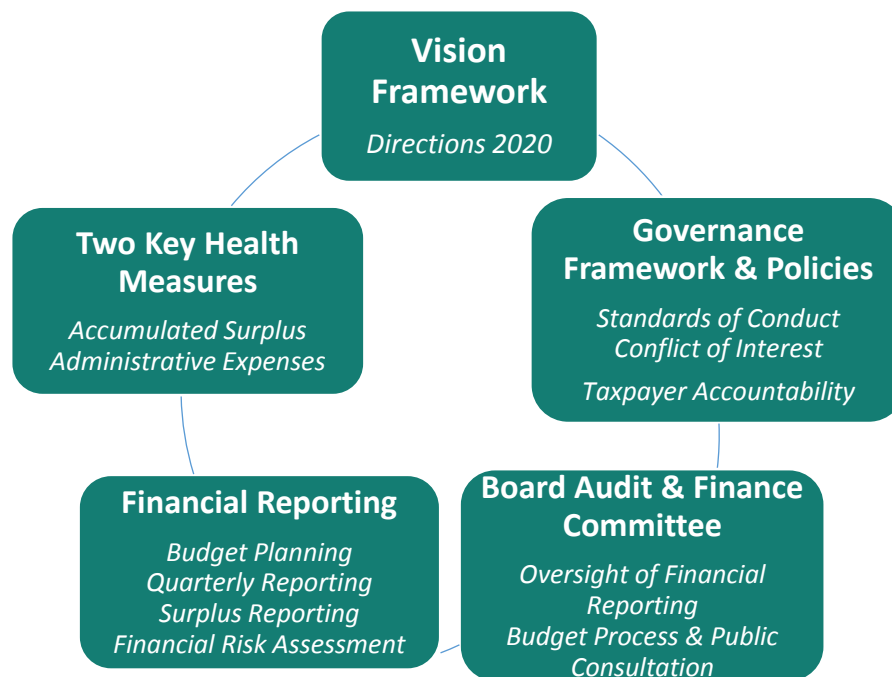 Vision
Framework
Directions 2020
Governance
Framework & Policies
Standards of Conduct
Conflict of Interest
Taxpayer Accountability
Board Audit & Finance
Committee
Oversight of Financial
Reporting
Budget Process & Public
Consultation
Financial Reporting
Budget Planning
Quarterly Reporting
Surplus Reporting
Financial Risk Assessment
Two Key Health
Measures
Accumulated Surplus
Administrative Expenses